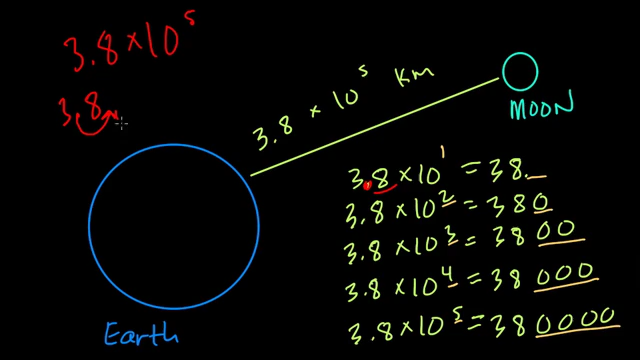 3.8 × 10⁵
3.8
3.8 × 10⁵ KM
MOON
3.8 × 10¹ = 38.
3.8 × 10² = 380
3.8 × 10³ = 3800
3.8 × 10⁴ = 38000
3.8 × 10⁵ = 380000
Earth